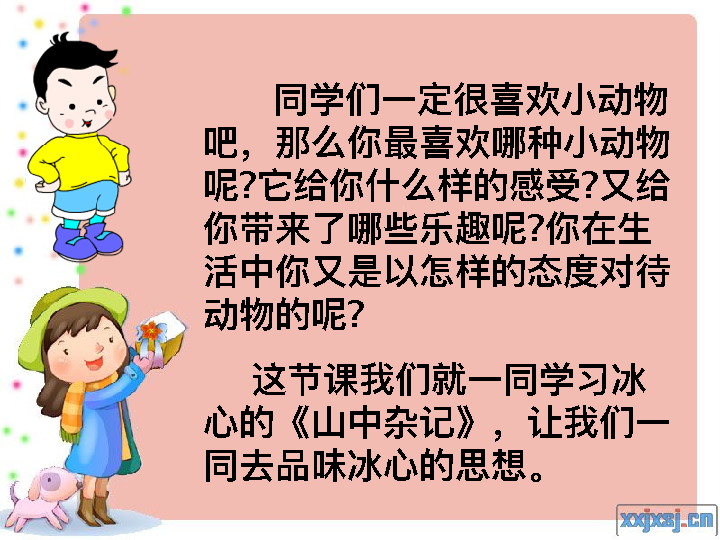 同学们一定很喜欢小动物
吧，那么你最喜欢哪种小动物
呢?它给你什么样的感受?又给
你带来了哪些乐趣呢?你在生
活中你又是以怎样的态度对待
动物的呢?
这节课我们就一同学习冰
心的《山中杂记》，让我们一
同去品味冰心的思想。
xxjxsj.cn